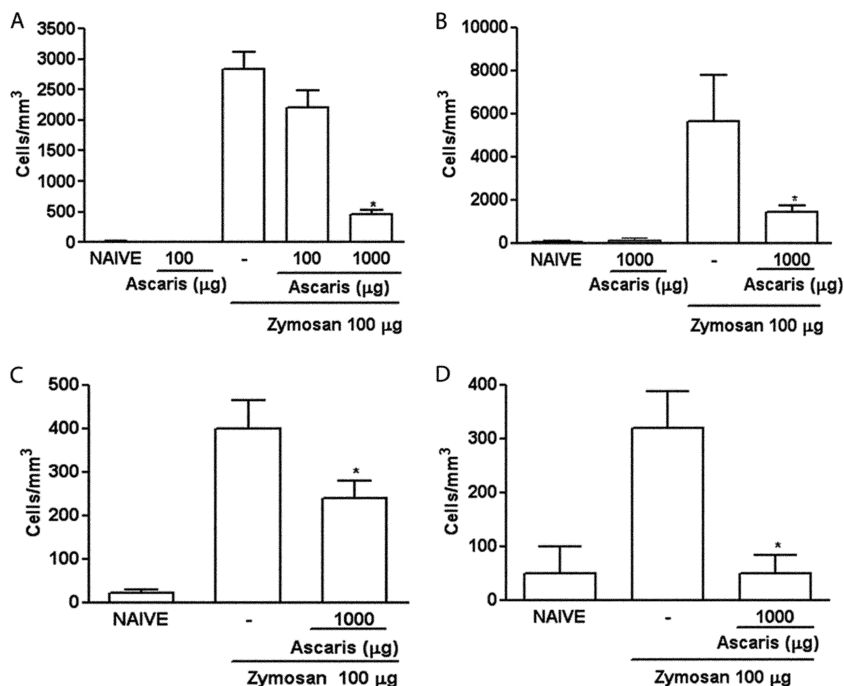 A
Cells/mm³
3500
3000
2500
2000
1500
1000
500
0
NAIVE 100 - 100 1000
Ascaris (μg) Ascaris (μg)
Zymosan 100 μg
B
Cells/mm³
10000
8000
6000
4000
2000
0
NAIVE 1000 - 1000
Ascaris (μg) Ascaris (μg)
Zymosan 100 μg
C
Cells/mm³
500
400
300
200
100
0
NAIVE - 1000
Ascaris (μg)
Zymosan 100 μg
D
Cells/mm³
400
300
200
100
0
NAIVE - 1000
Ascaris (μg)
Zymosan 100 μg